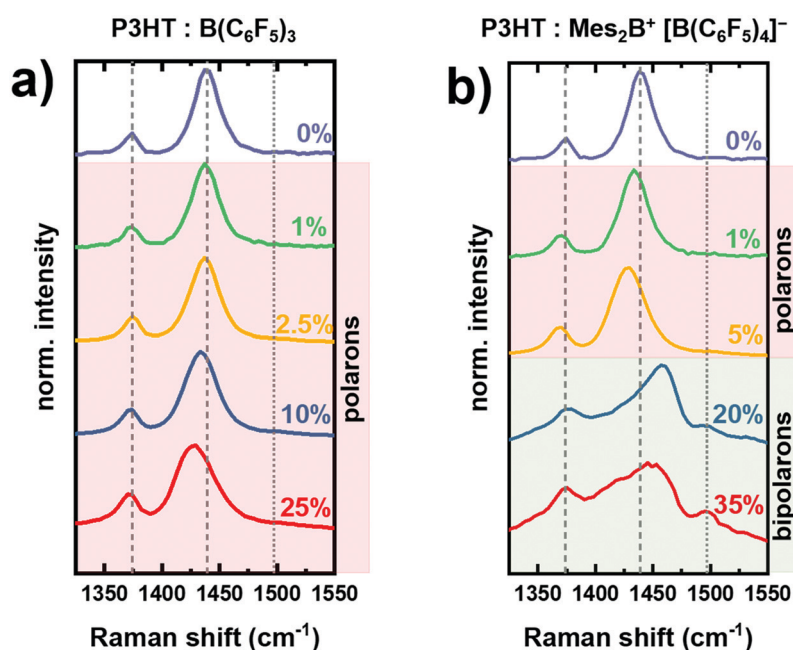 P3HT : B(C₆F₅)₃
a)
0%
1%
2.5%
10%
25%
norm. intensity
polarons
1350 1400 1450 1500 1550
Raman shift (cm⁻¹)
P3HT : Mes₂B⁺ [B(C₆F₅)₄]⁻
b)
0%
1%
5%
20%
35%
norm. intensity
polarons
bipolarons
1350 1400 1450 1500 1550
Raman shift (cm⁻¹)